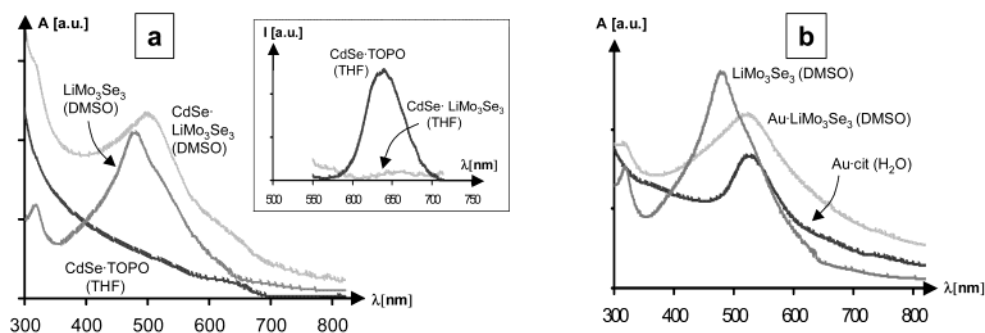 A [a.u.]
a
LiMo₃Se₃
(DMSO)
CdSe·
LiMo₃Se₃
(DMSO)
CdSe·TOPO
(THF)
λ[nm]
300 400 500 600 700 800
I [a.u.]
CdSe·TOPO
(THF)
CdSe· LiMo₃Se₃
(THF)
λ[nm]
500 550 600 650 700 750
A [a.u.]
b
LiMo₃Se₃ (DMSO)
Au·LiMo₃Se₃ (DMSO)
Au·cit (H₂O)
λ[nm]
300 400 500 600 700 800